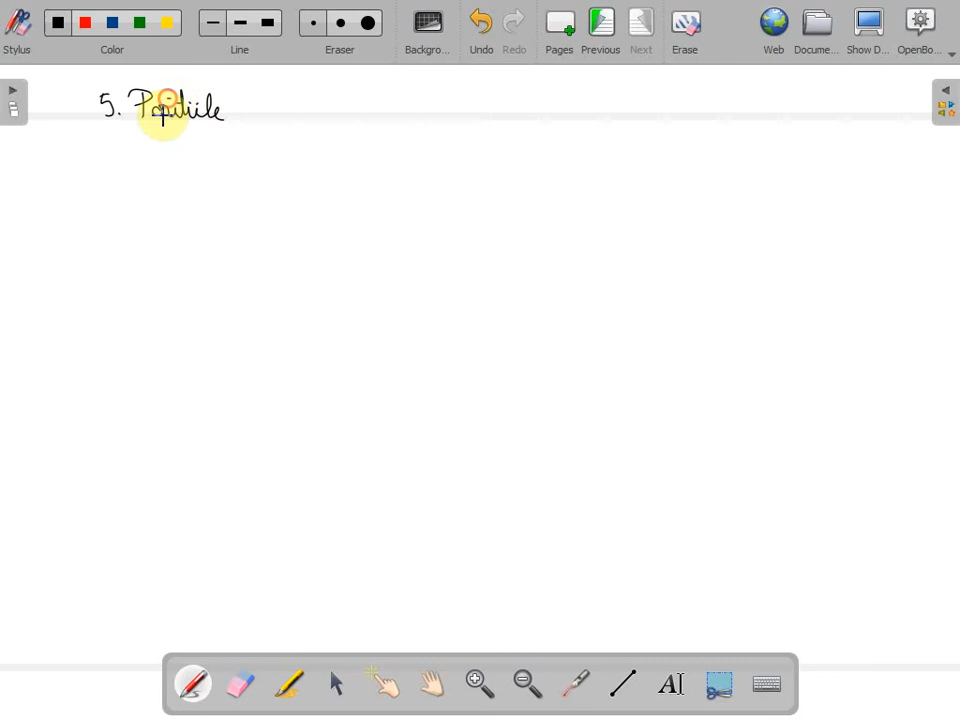 Stylus
Color
Line
Eraser
Backgro...
Undo
Redo
Pages
Previous
Next
Erase
Web
Docume...
Show D...
OpenBo...
5.